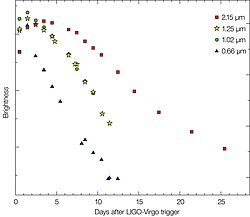 2.15 µm
1.25 µm
1.02 µm
0.66 µm
Brightness
0 5 10 15 20 25
Days after LIGO-Virgo trigger